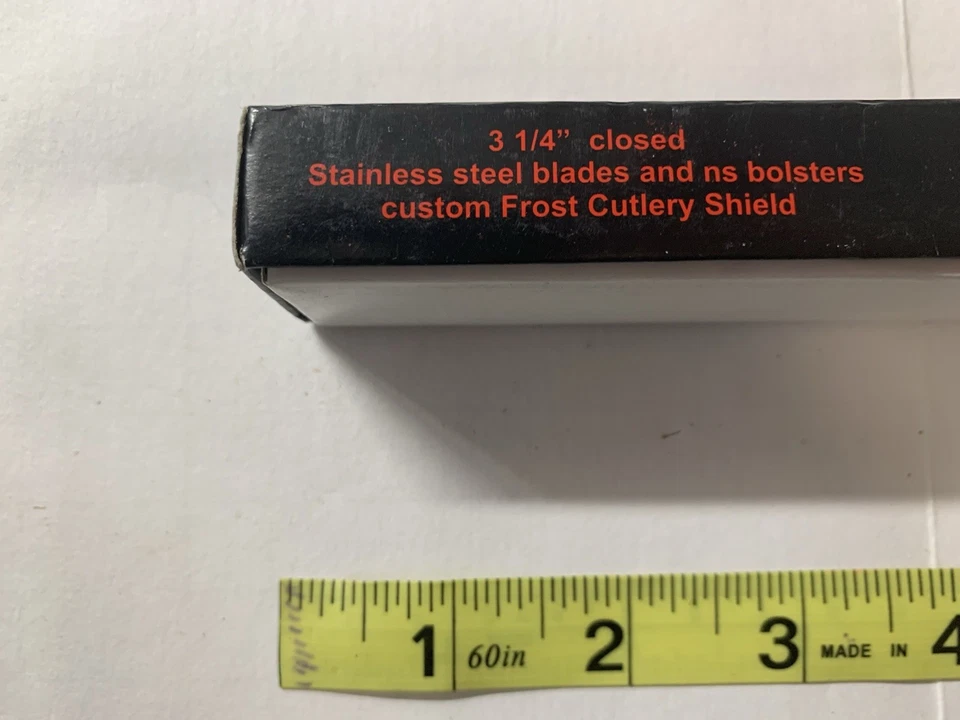 3 1/4” closed
Stainless steel blades and ns bolsters
custom Frost Cutlery Shield
1 60in 2 3 MADE IN 4